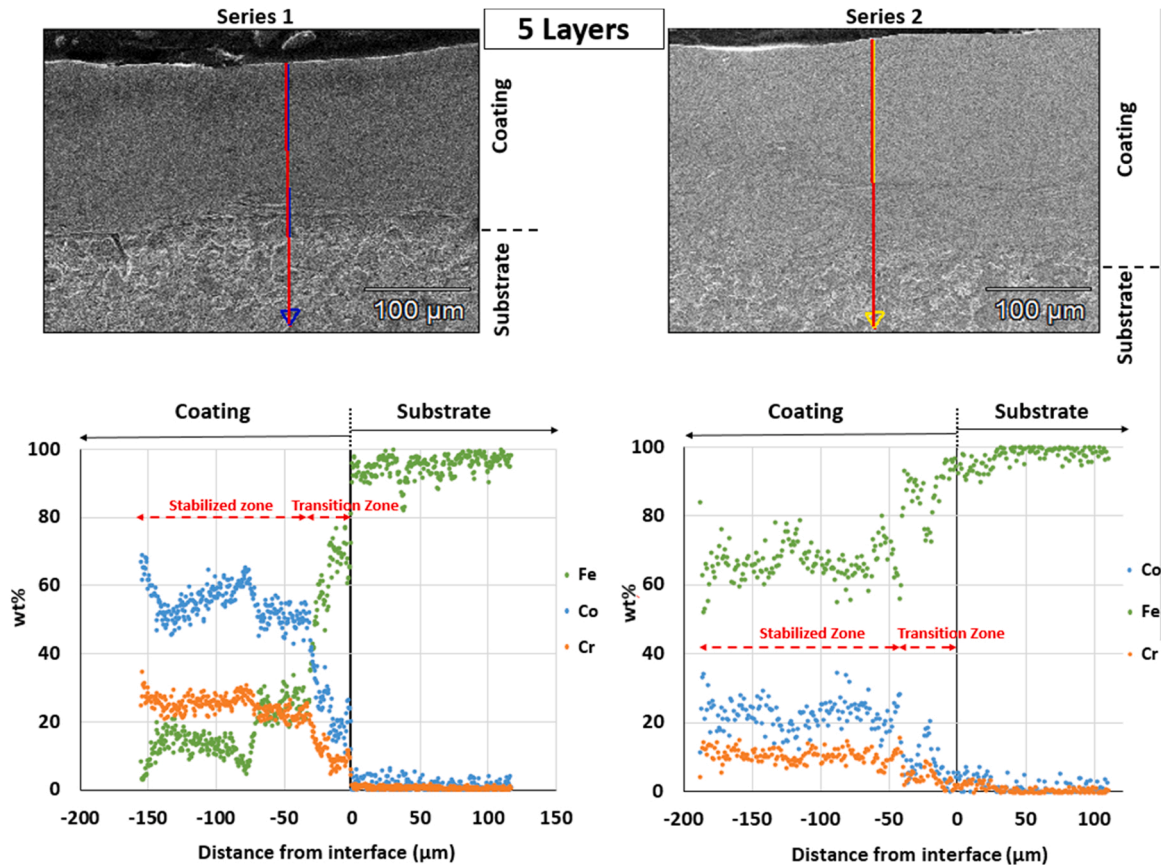 Series 1
5 Layers
Series 2
Coating
Substrate
100 µm
Coating
Substrate
100 µm
Coating
Substrate
100
80
60
40
20
0
wt%
Stabilized zone
Transition Zone
Fe
Co
Cr
-200
-150
-100
-50
0
50
100
150
Distance from interface (µm)
Coating
Substrate
100
80
60
40
20
0
wt%
Stabilized Zone
Transition Zone
Co
Fe
Cr
-200
-150
-100
-50
0
50
100
Distance from interface (µm)